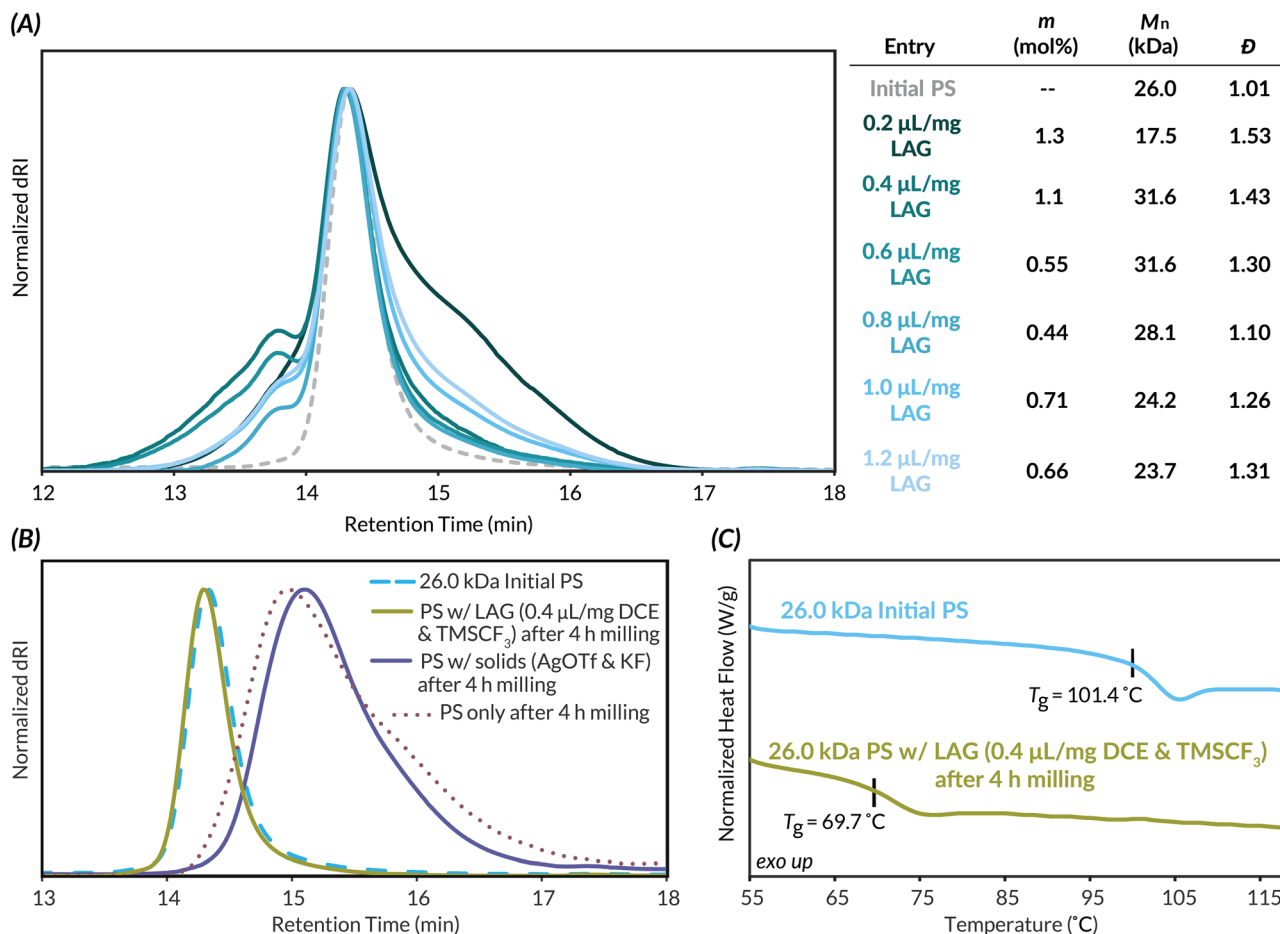 (A)
Normalized dRI
12 13 14 15 16 17 18
Retention Time (min)
Entry m (mol%) Mn (kDa) Đ
Initial PS -- 26.0 1.01
0.2 µL/mg LAG 1.3 17.5 1.53
0.4 µL/mg LAG 1.1 31.6 1.43
0.6 µL/mg LAG 0.55 31.6 1.30
0.8 µL/mg LAG 0.44 28.1 1.10
1.0 µL/mg LAG 0.71 24.2 1.26
1.2 µL/mg LAG 0.66 23.7 1.31
(B)
Normalized dRI
26.0 kDa Initial PS
PS w/ LAG (0.4 µL/mg DCE
& TMSCF₃) after 4 h milling
PS w/ solids (AgOTf & KF)
after 4 h milling
PS only after 4 h milling
13 14 15 16 17 18
Retention Time (min)
(C)
Normalized Heat Flow (W/g)
26.0 kDa Initial PS
Tg = 101.4 ˚C
26.0 kDa PS w/ LAG (0.4 µL/mg DCE & TMSCF₃)
after 4 h milling
Tg = 69.7 ˚C
exo up
55 65 75 85 95 105 115
Temperature (˚C)